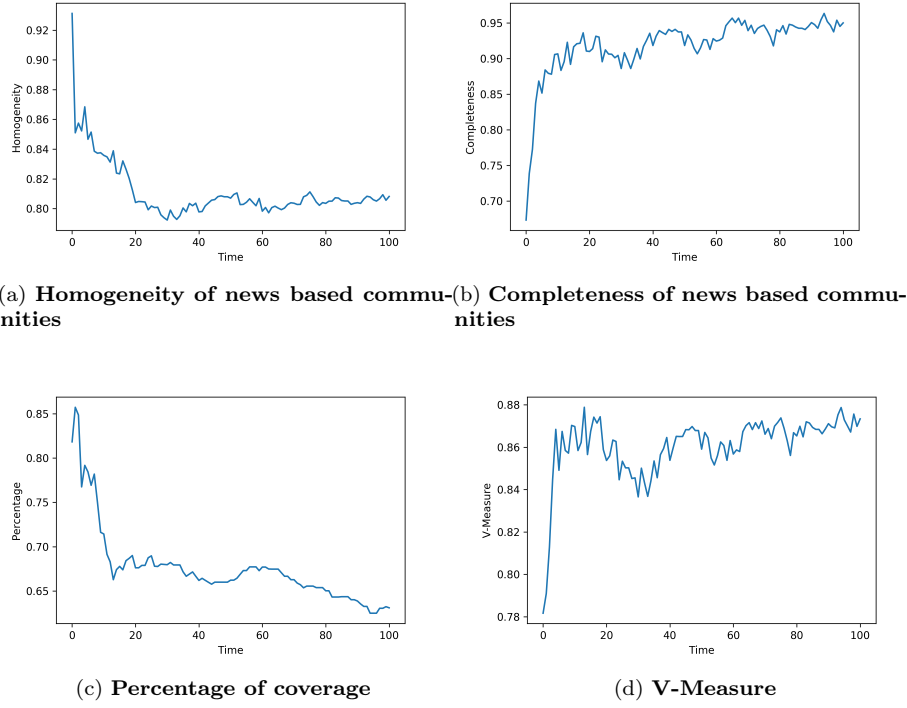 0.92
0.90
0.88
0.86
0.84
0.82
0.80
Homogeneity
0 20 40 60 80 100
Time
0.95
0.90
0.85
0.80
0.75
0.70
Completeness
0 20 40 60 80 100
Time
(a) Homogeneity of news based commu-
nities
(b) Completeness of news based commu-
nities
0.85
0.80
0.75
0.70
0.65
Percentage
0 20 40 60 80 100
Time
0.88
0.86
0.84
0.82
0.80
0.78
V-Measure
0 20 40 60 80 100
Time
(c) Percentage of coverage
(d) V-Measure